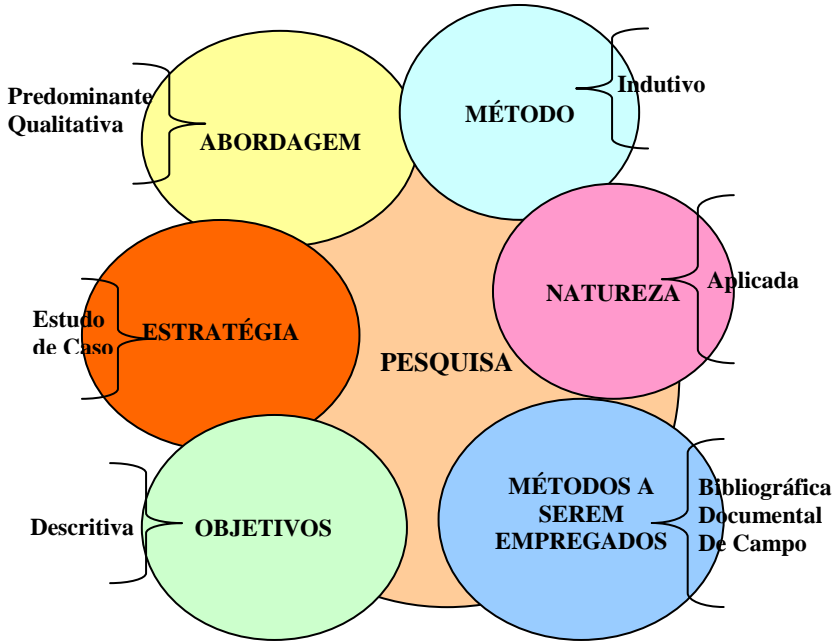 Predominante
Qualitativa
ABORDAGEM
MÉTODO
Indutivo
NATUREZA
Aplicada
Estudo
de Caso
ESTRATÉGIA
PESQUISA
Descritiva
OBJETIVOS
MÉTODOS A
SEREM
EMPREGADOS
Bibliográfica
Documental
De Campo